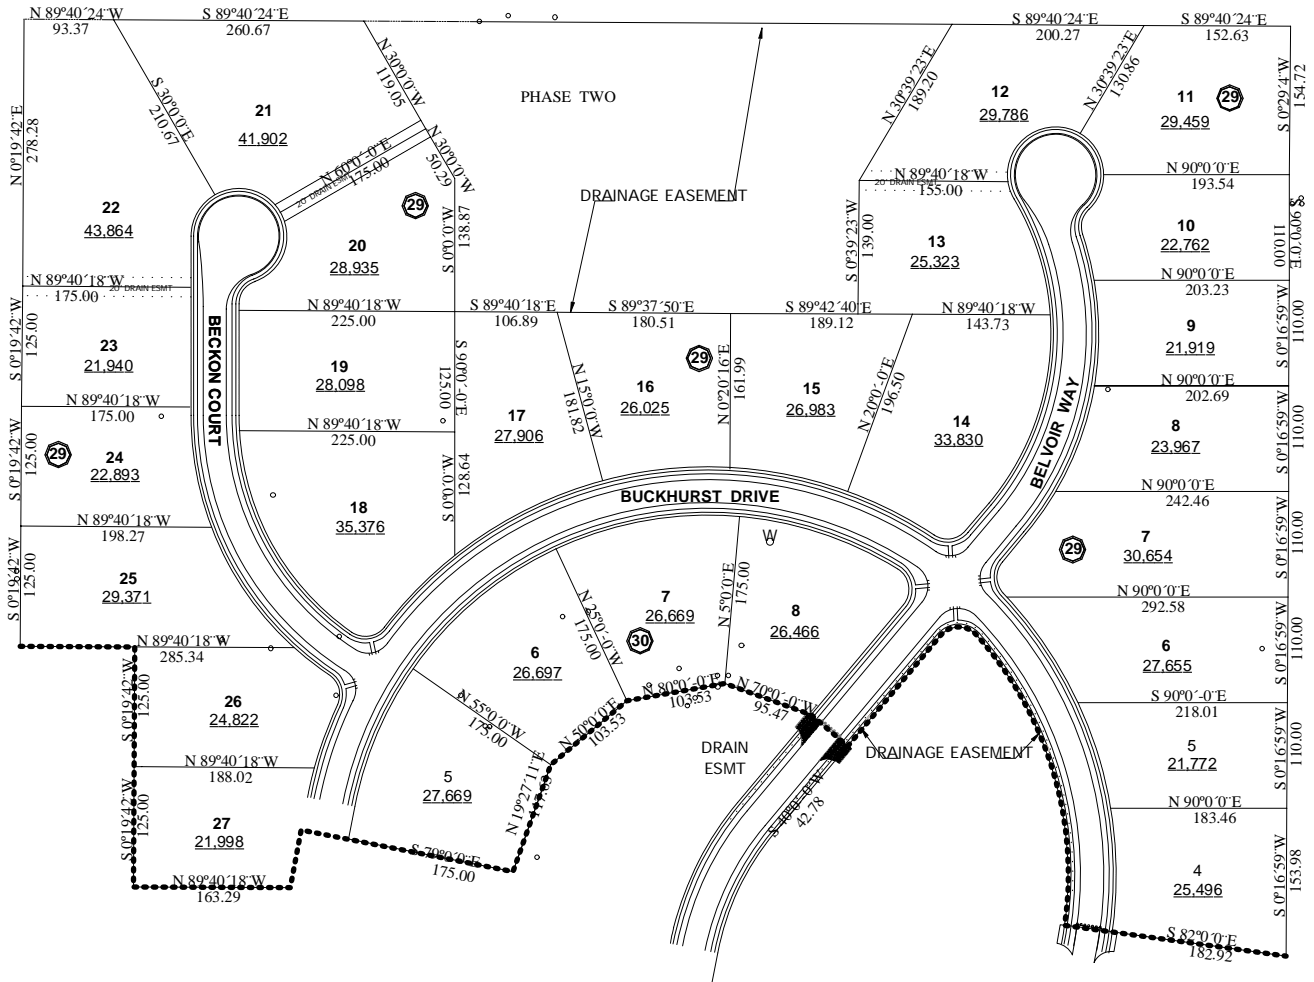 N 89°40´24¨W
93.37
S 89°40´24¨E
260.67
S 89°40´24¨E
200.27
S 89°40´24¨E
152.63
N 0°19´42¨E
278.28
S 30°0´0¨E
210.67
21
41,902
N 30°0´0¨W
119.05
PHASE TWO
N 30°39´23¨E
189.20
12
29,786
N 30°39´23¨E
130.86
11
29,459
29
S 0°29´4¨W
154.72
N 60°0´-0¨E
175.00
20' DRAIN ESMT
N 30°0´0¨W
50.29
29
DRAINAGE EASEMENT
N 89°40´18¨W
155.00
20' DRAIN ESMT
N 90°0´0¨E
193.54
22
43,864
20
28,935
138.87
S 0°0´0¨W
S 0°39´23¨W
139.00
13
25,323
10
22,762
S 90°0´0¨E
110.00
N 89°40´18¨W
175.00
20' DRAIN ESMT
N 90°0´0¨E
203.23
N 89°40´18¨W
225.00
S 89°40´18¨E
106.89
S 89°37´50¨E
180.51
S 89°42´40¨E
189.12
N 89°40´18¨W
143.73
S 0°19´42¨W
125.00
23
21,940
BECKON COURT
19
28,098
S 90°0´-0¨E
125.00
N 15°0´0¨W
181.82
29
16
26,025
N 0°20´16¨E
161.99
15
26,983
N 20°0´-0¨E
196.50
9
21,919
S 0°16´59¨W
110.00
N 90°0´0¨E
202.69
N 89°40´18¨W
175.00
N 89°40´18¨W
225.00
17
27,906
14
33,830
BELVOIR WAY
8
23,967
S 0°16´59¨W
110.00
29
S 0°19´42¨W
125.00
24
22,893
18
35,376
128.64
S 0°0´0¨W
BUCKHURST DRIVE
N 90°0´0¨E
242.46
N 89°40´18¨W
198.27
W
29
7
30,654
S 0°16´59¨W
110.00
S 0°19´42¨W
125.00
25
29,371
N 25°0´-0¨W
175.00
7
26,669
30
N 5°0´0¨E
175.00
8
26,466
N 90°0´0¨E
292.58
N 89°40´18¨W
285.34
6
26,697
6
27,655
S 0°16´59¨W
110.00
S 0°19´42¨W
125.00
26
24,822
N 55°0´0¨W
175.00
N 50°0´0¨E
103.53
N 80°0´-0¨E
103.53
N 70°0´-0¨W
95.47
S 90°0´-0¨E
218.01
DRAIN
ESMT
DRAINAGE EASEMENT
5
21,772
S 0°16´59¨W
110.00
N 89°40´18¨W
188.02
5
27,669
N 19°27´11¨E
S 40°0´-0¨W
42.78
N 90°0´0¨E
183.46
S 0°19´42¨W
125.00
27
21,998
S 79°0´0¨E
175.00
N 89°40´18¨W
163.29
4
25,496
S 0°16´59¨W
153.98
S 82°0´0¨E
182.92